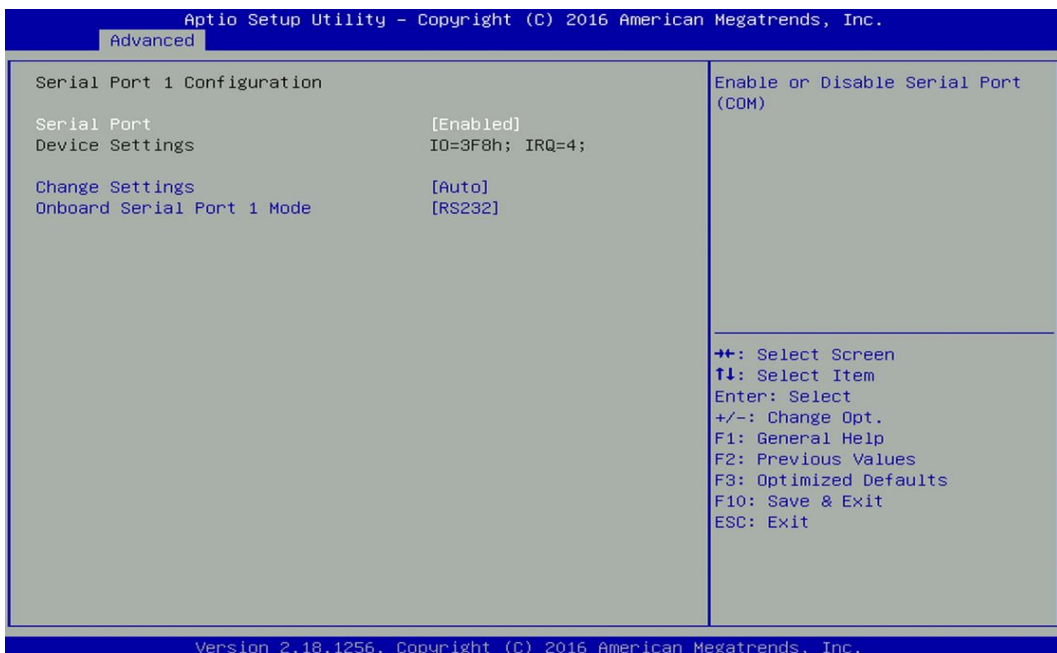 Aptio Setup Utility – Copyright (C) 2016 American Megatrends, Inc.
Advanced
Serial Port 1 Configuration
Serial Port [Enabled]
Device Settings IO=3F8h; IRQ=4;
Change Settings [Auto]
Onboard Serial Port 1 Mode [RS232]
Enable or Disable Serial Port
(COM)
→←: Select Screen
↑↓: Select Item
Enter: Select
+/-: Change Opt.
F1: General Help
F2: Previous Values
F3: Optimized Defaults
F10: Save & Exit
ESC: Exit
Version 2.18.1256. Copyright (C) 2016 American Megatrends, Inc.